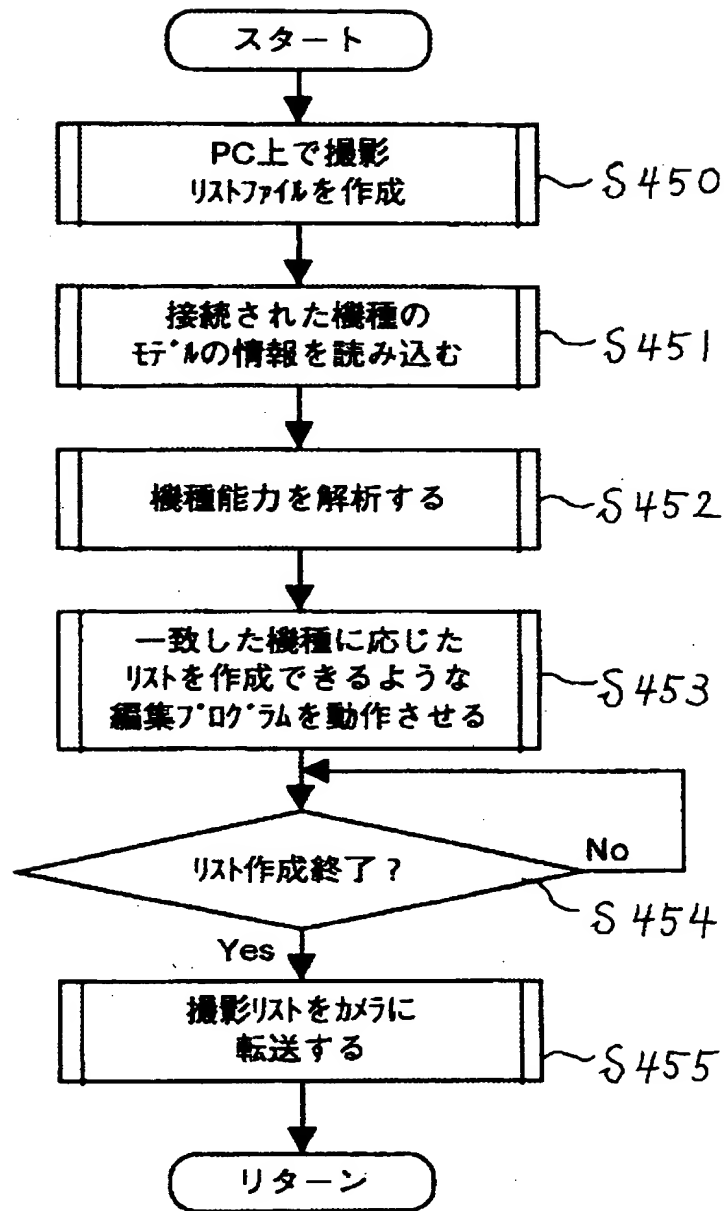 スタート
PC上で撮影
ﾘｽﾄﾌｧｲﾙを作成
S450
接続された機種の
ﾓﾃﾞﾙの情報を読み込む
S451
機種能力を解析する
S452
一致した機種に応じた
ﾘｽﾄを作成できるような
編集ﾌﾟﾛｸﾞﾗﾑを動作させる
S453
ﾘｽﾄ作成終了?
No
S454
Yes
撮影ﾘｽﾄをｶﾒﾗに
転送する
S455
リターン